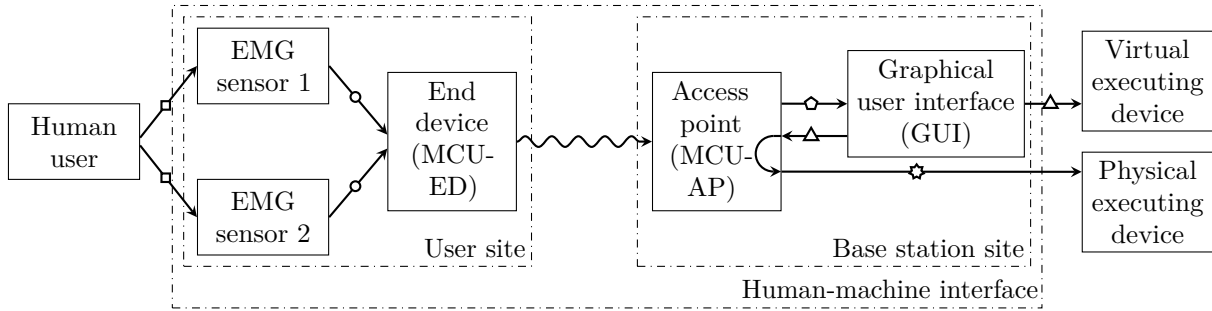 Human
user
EMG
sensor 1
EMG
sensor 2
End
device
(MCU-
ED)
User site
Access
point
(MCU-
AP)
Graphical
user interface
(GUI)
Base station site
Human-machine interface
Virtual
executing
device
Physical
executing
device